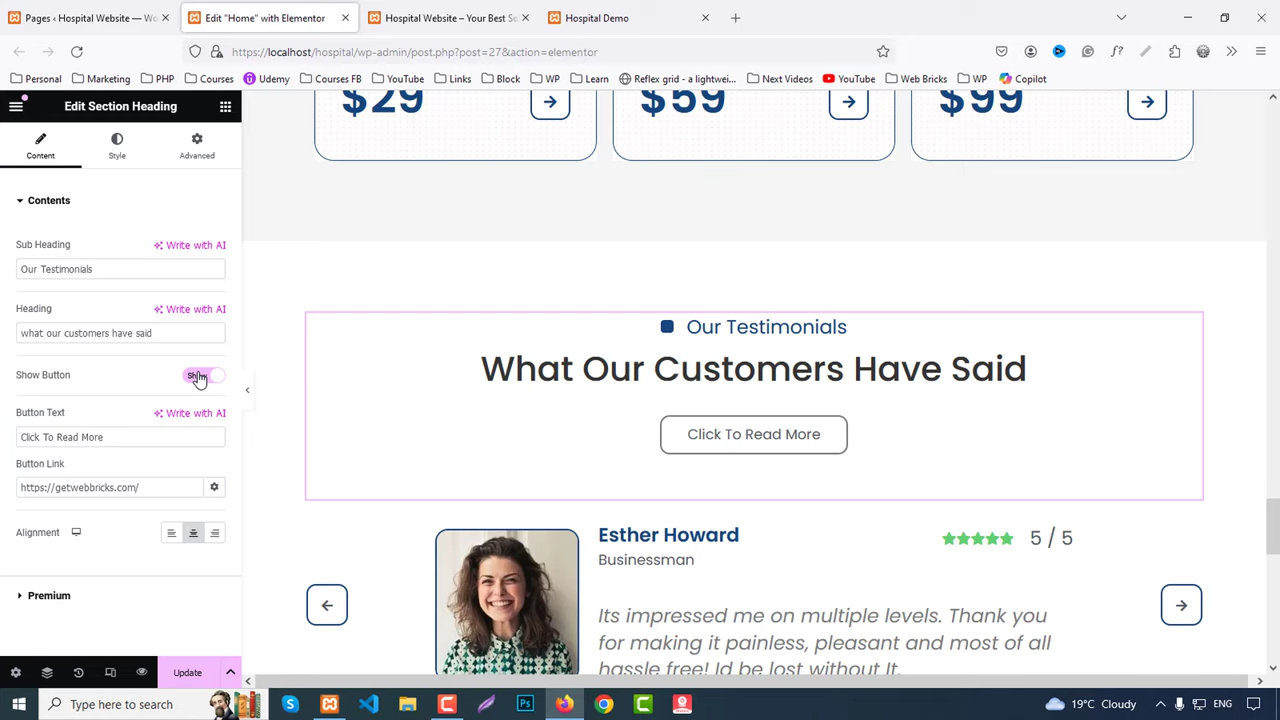 Pages ‹ Hospital Website — Wo
Edit "Home" with Elementor
Hospital Website – Your Best So
Hospital Demo
https://localhost/hospital/wp-admin/post.php?post=27&action=elementor
Personal
Marketing
PHP
Courses
Udemy
Courses FB
YouTube
Links
Block
WP
Learn
Reflex grid - a lightwei...
Next Videos
YouTube
Web Bricks
WP
Copilot
Edit Section Heading
Content
Style
Advanced
Contents
Sub Heading
Write with AI
Our Testimonials
Heading
Write with AI
what our customers have said
Show Button
Button Text
Write with AI
Click To Read More
Button Link
https://getwebbricks.com/
Alignment
Premium
Update
$29
$59
$99
Our Testimonials
What Our Customers Have Said
Click To Read More
Esther Howard
Businessman
5 / 5
Its impressed me on multiple levels. Thank you
for making it painless, pleasant and most of all
hassle free! Id be lost without It.
Type here to search
19°C Cloudy
ENG